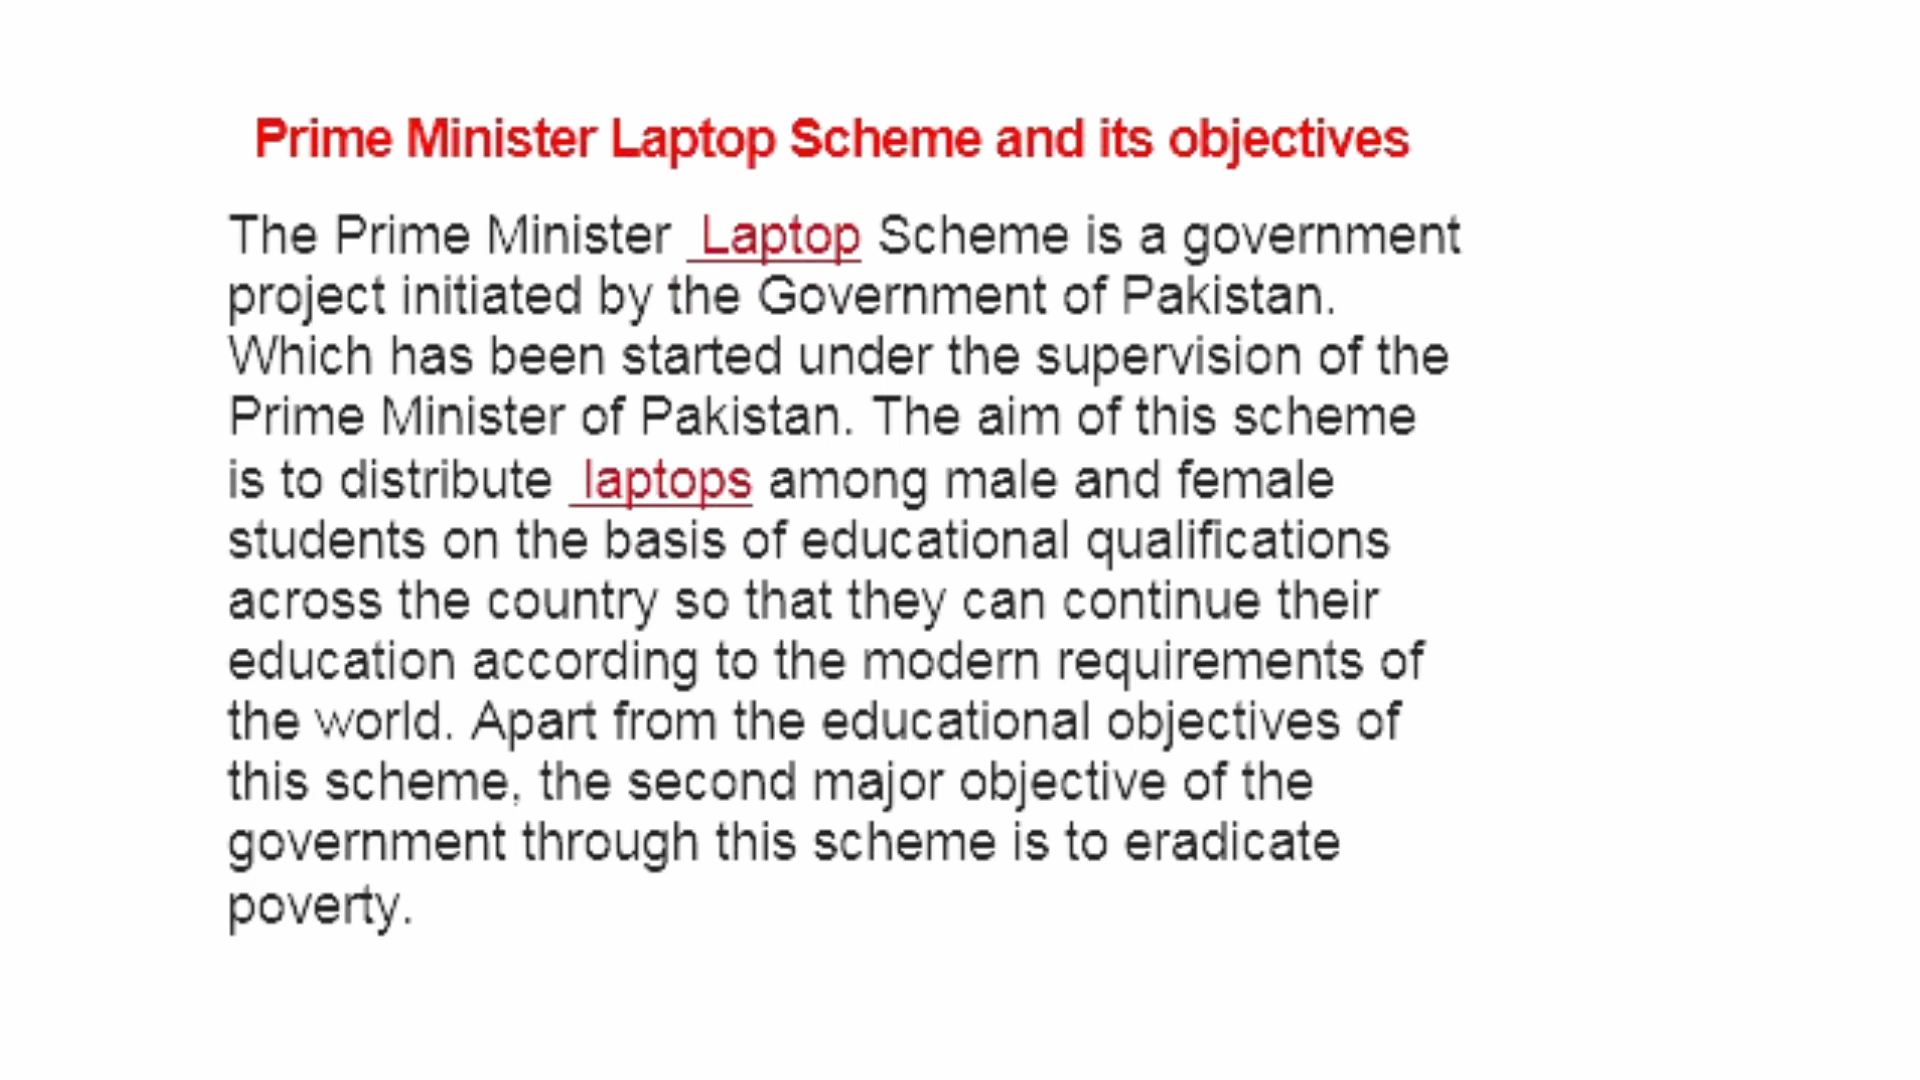 Prime Minister Laptop Scheme and its objectives
The Prime Minister Laptop Scheme is a government
project initiated by the Government of Pakistan.
Which has been started under the supervision of the
Prime Minister of Pakistan. The aim of this scheme
is to distribute laptops among male and female
students on the basis of educational qualifications
across the country so that they can continue their
education according to the modern requirements of
the world. Apart from the educational objectives of
this scheme, the second major objective of the
government through this scheme is to eradicate
poverty.